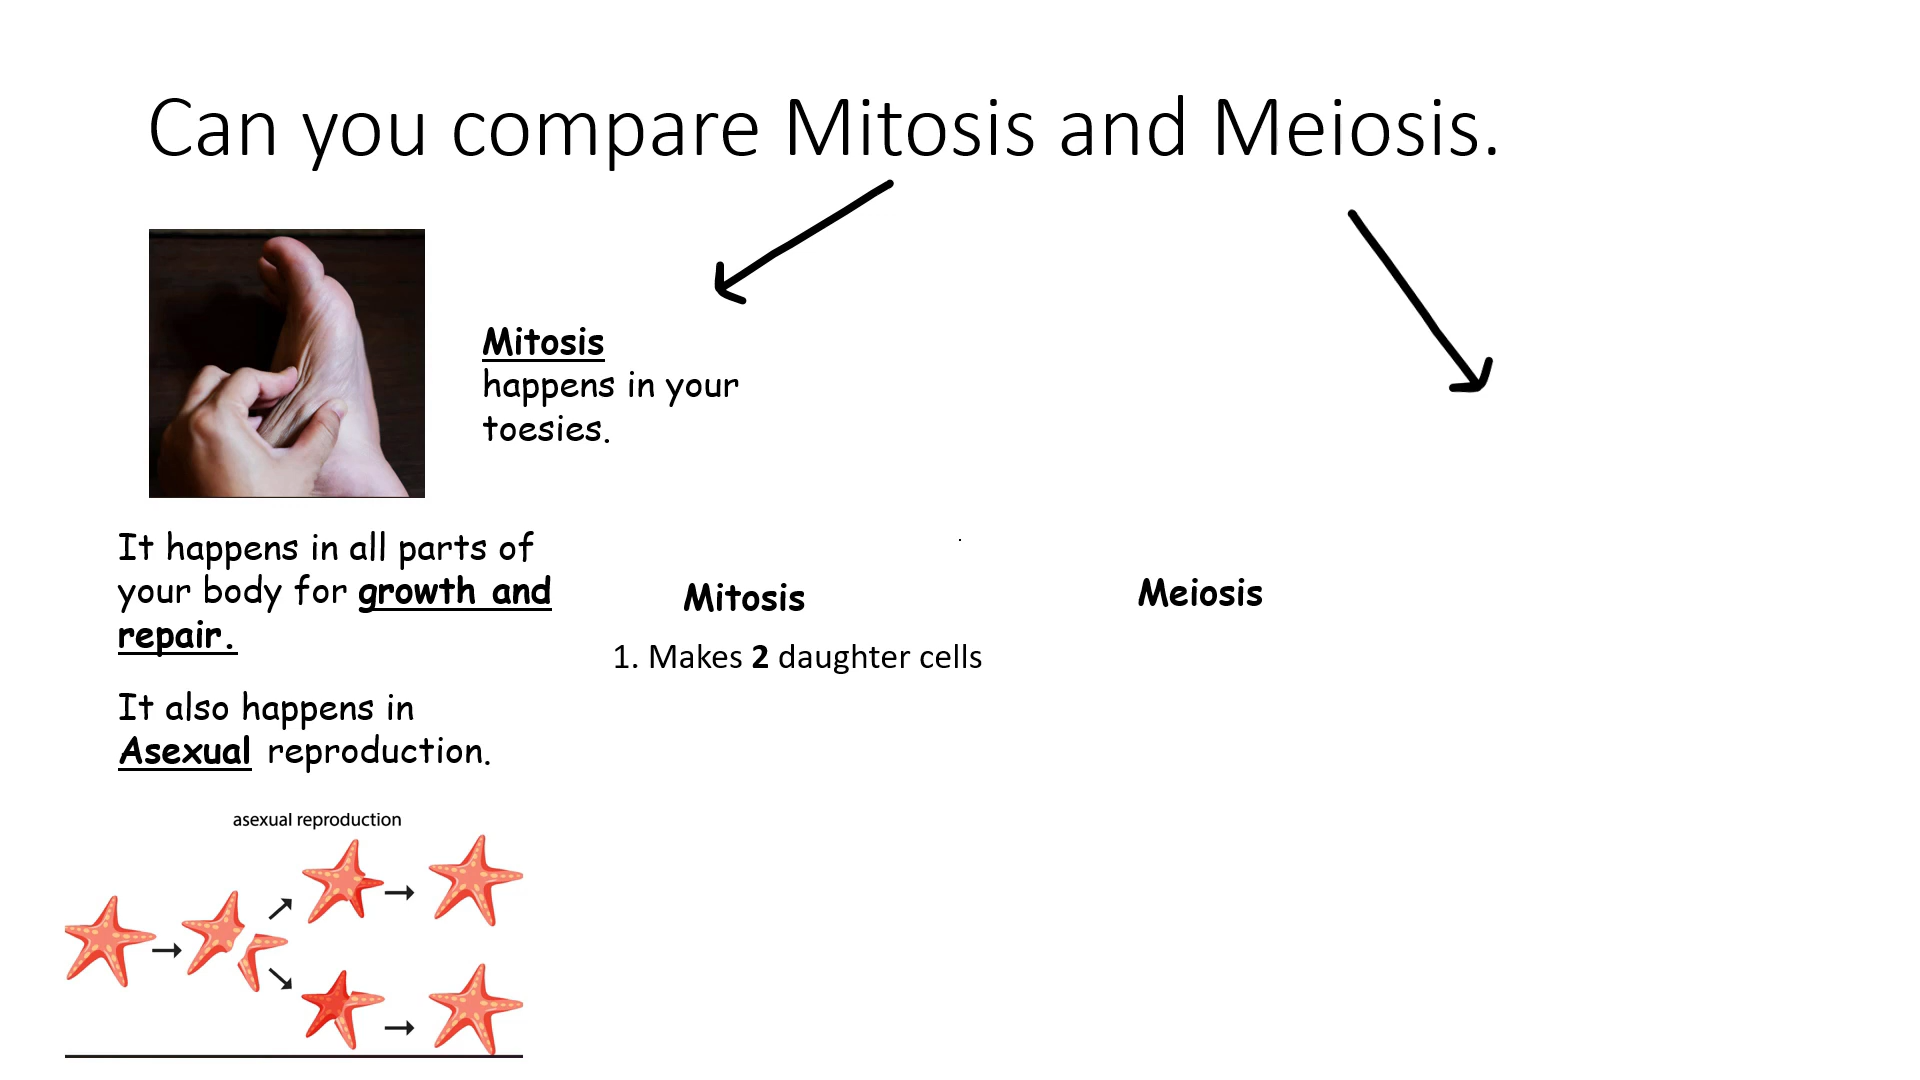 Can you compare Mitosis and Meiosis.
Mitosis
happens in your
toesies.
It happens in all parts of
your body for growth and
repair.
It also happens in
Asexual reproduction.
asexual reproduction
Mitosis
1. Makes 2 daughter cells
Meiosis